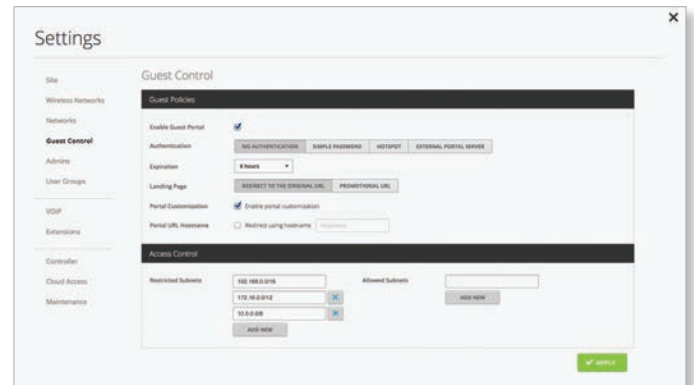 Settings
Site
Wireless Networks
Networks
Guest Control
Admins
User Groups
VOIP
Extensions
Controller
Cloud Access
Maintenance
Guest Control
Guest Policies
Enable Guest Portal
Authentication NO AUTHENTICATION SIMPLE PASSWORD HOTSPOT EXTERNAL PORTAL SERVER
Expiration 8 hours
Landing Page REDIRECT TO THE ORIGINAL URL PROMOTIONAL URL
Portal Customization Enable portal customization
Portal URL Hostname Redirect using hostname
Access Control
Restricted Subnets 192.168.0.0/16 Allowed Subnets
172.16.0.0/12 ADD NEW
10.0.0.0/8
ADD NEW
APPLY